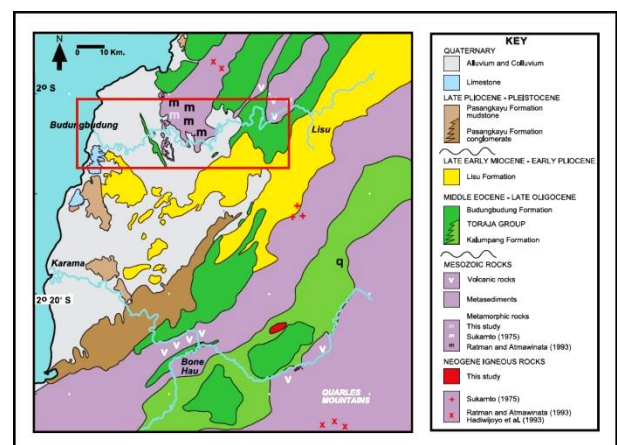 N
0 10 Km.
2° S
Budungbudung
m
m
m
m
m
x
x
v
v
v
Lisu
Karama
2° 20' S
+
+ +
q
v v v v
Bone
Hau
v
v
v
QUARLES
MOUNTAINS
x x x
KEY
QUATERNARY
Alluvium and Colluvium
Limestone
LATE PLIOCENE - PLEISTOCENE
Pasangkayu Formation
mudstone
Pasangkayu Formation
conglomerate
LATE EARLY MIOCENE - EARLY PLIOCENE
Lisu Formation
MIDDLE EOCENE - LATE OLIGOCENE
Budungbudung Formation
TORAJA GROUP
Kalumpang Formation
MESOZOIC ROCKS
v Volcanic rocks
Metasediments
Metamorphic rocks
m This study
m Sukamto (1975)
m Ratman and Atmawinata (1993)
NEOGENE IGNEOUS ROCKS
This study
+ Sukamto (1975)
x Ratman and Atmawinata (1993)
Hadiwijoyo et al. (1993)